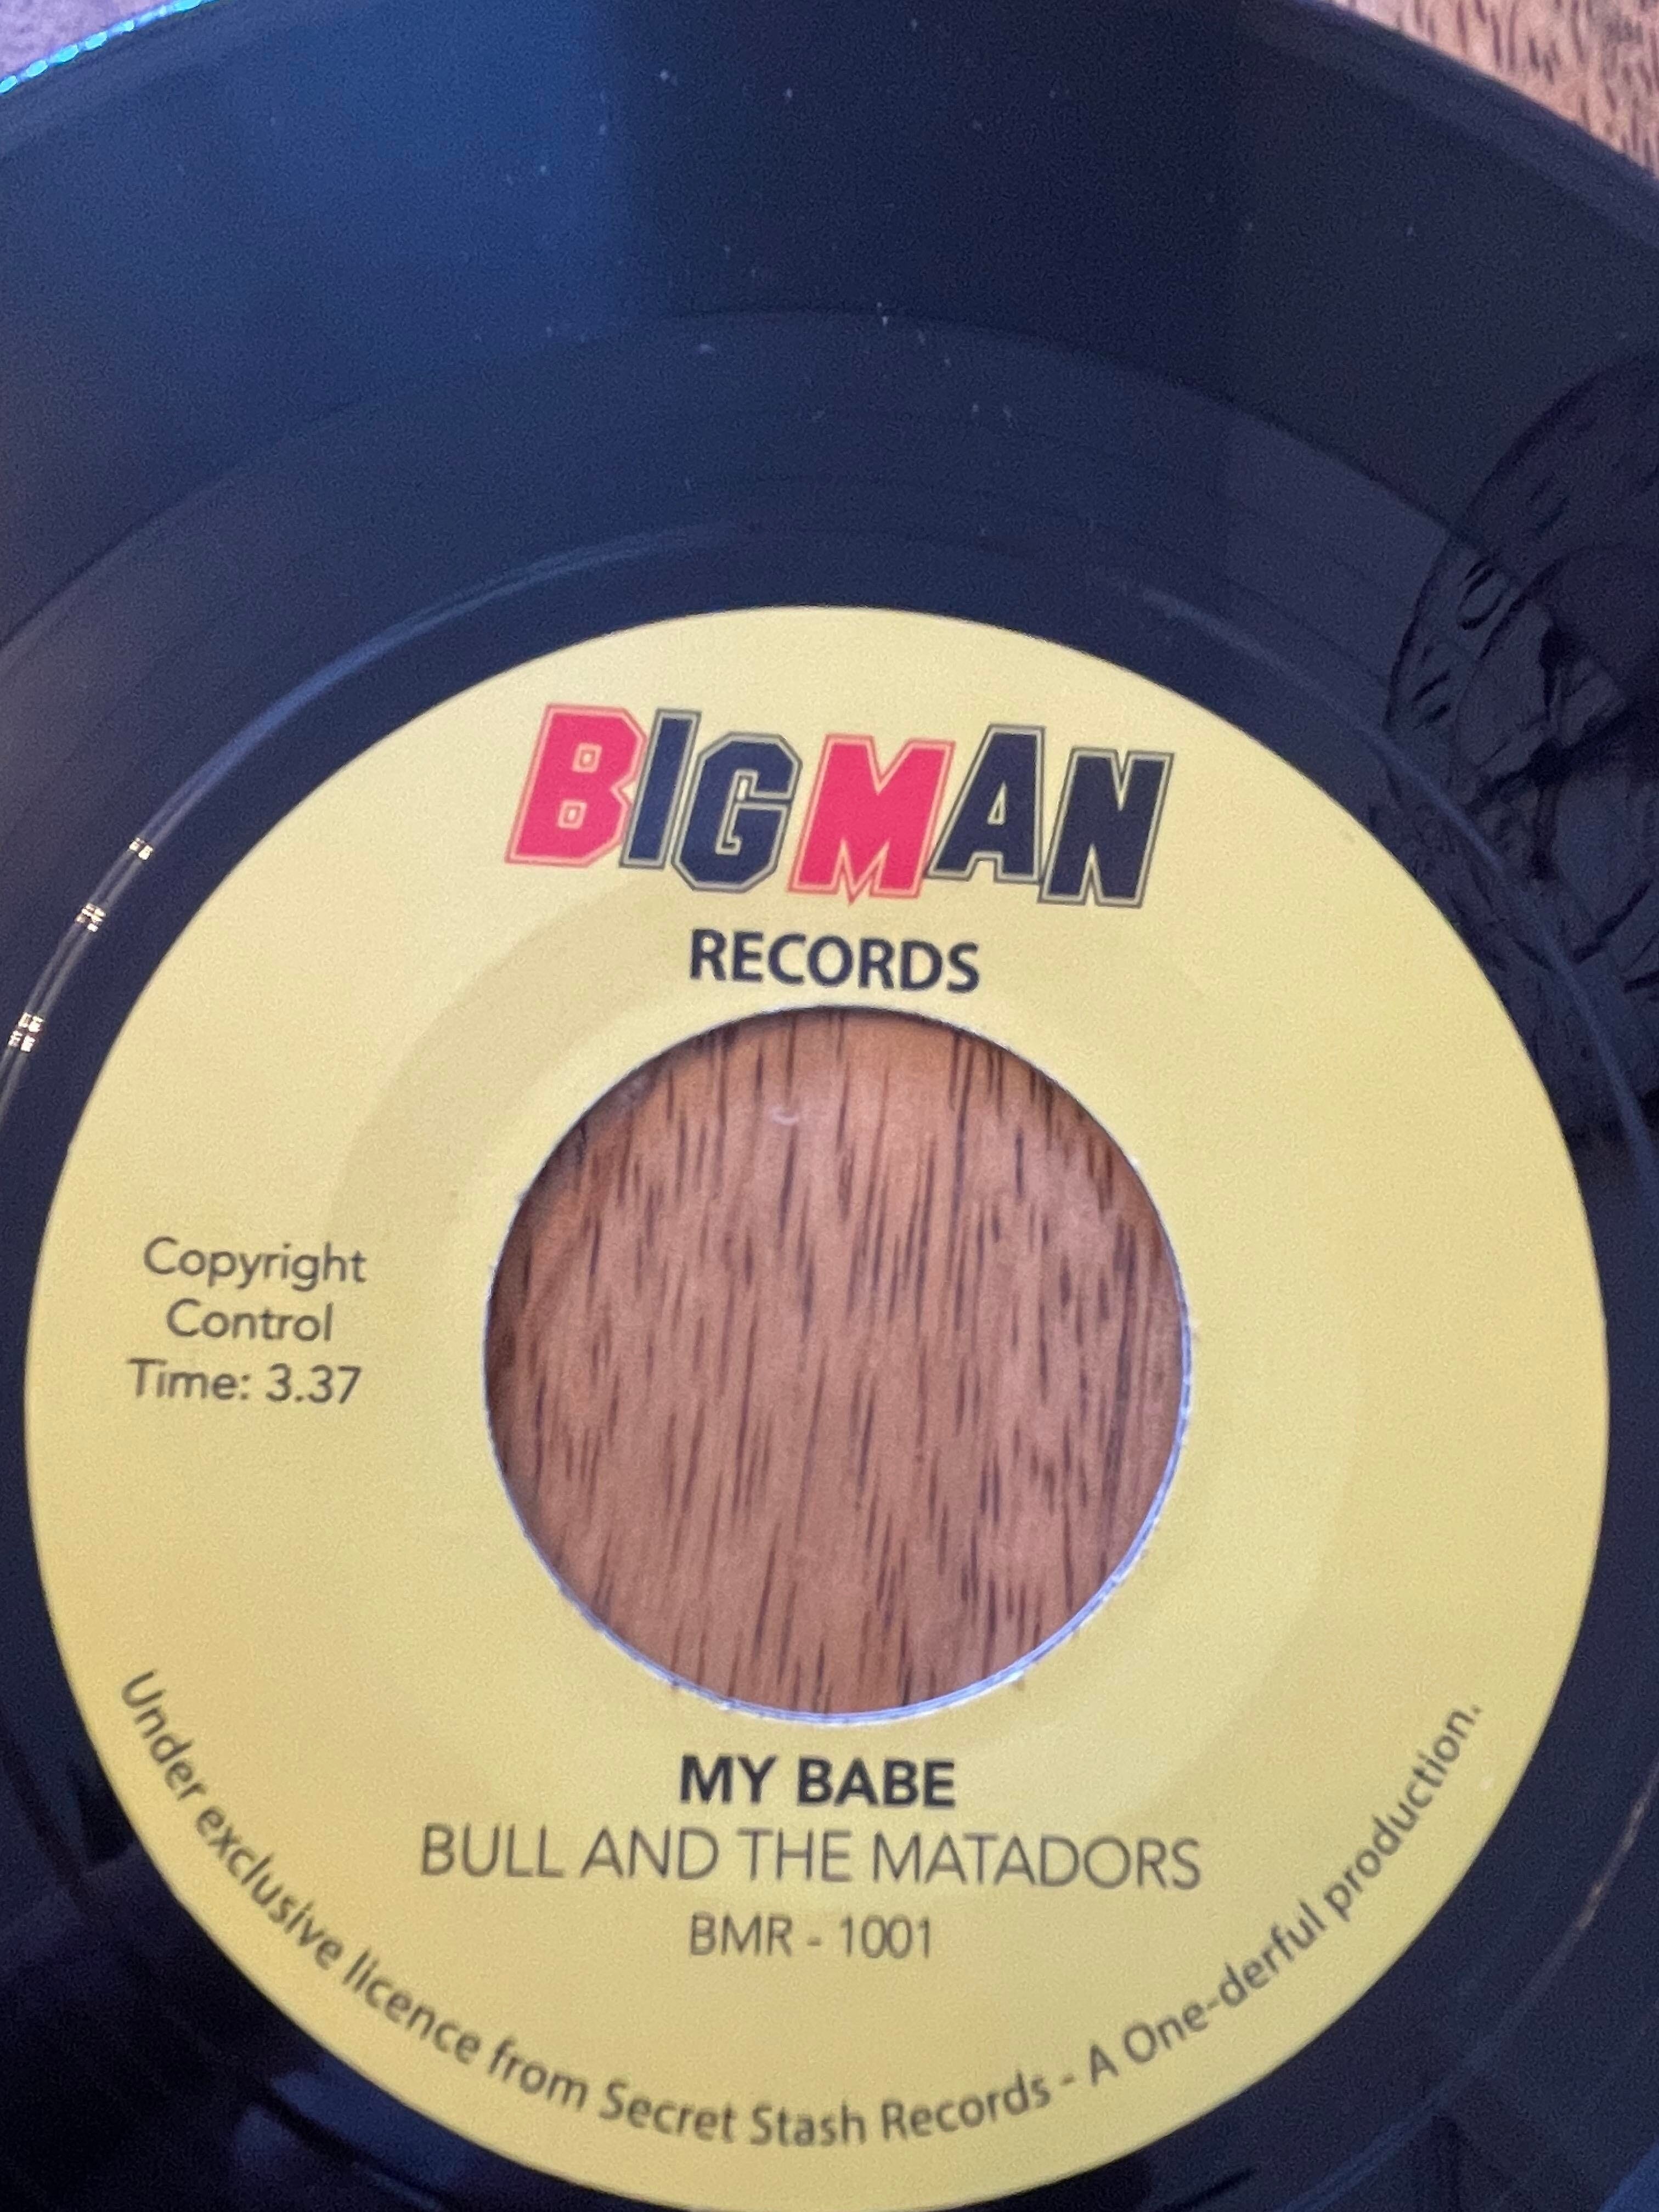 BIGMAN
RECORDS
Copyright
Control
Time: 3.37
MY BABE
BULL AND THE MATADORS
BMR - 1001
Under exclusive licence from Secret Stash Records - A One-derful production.